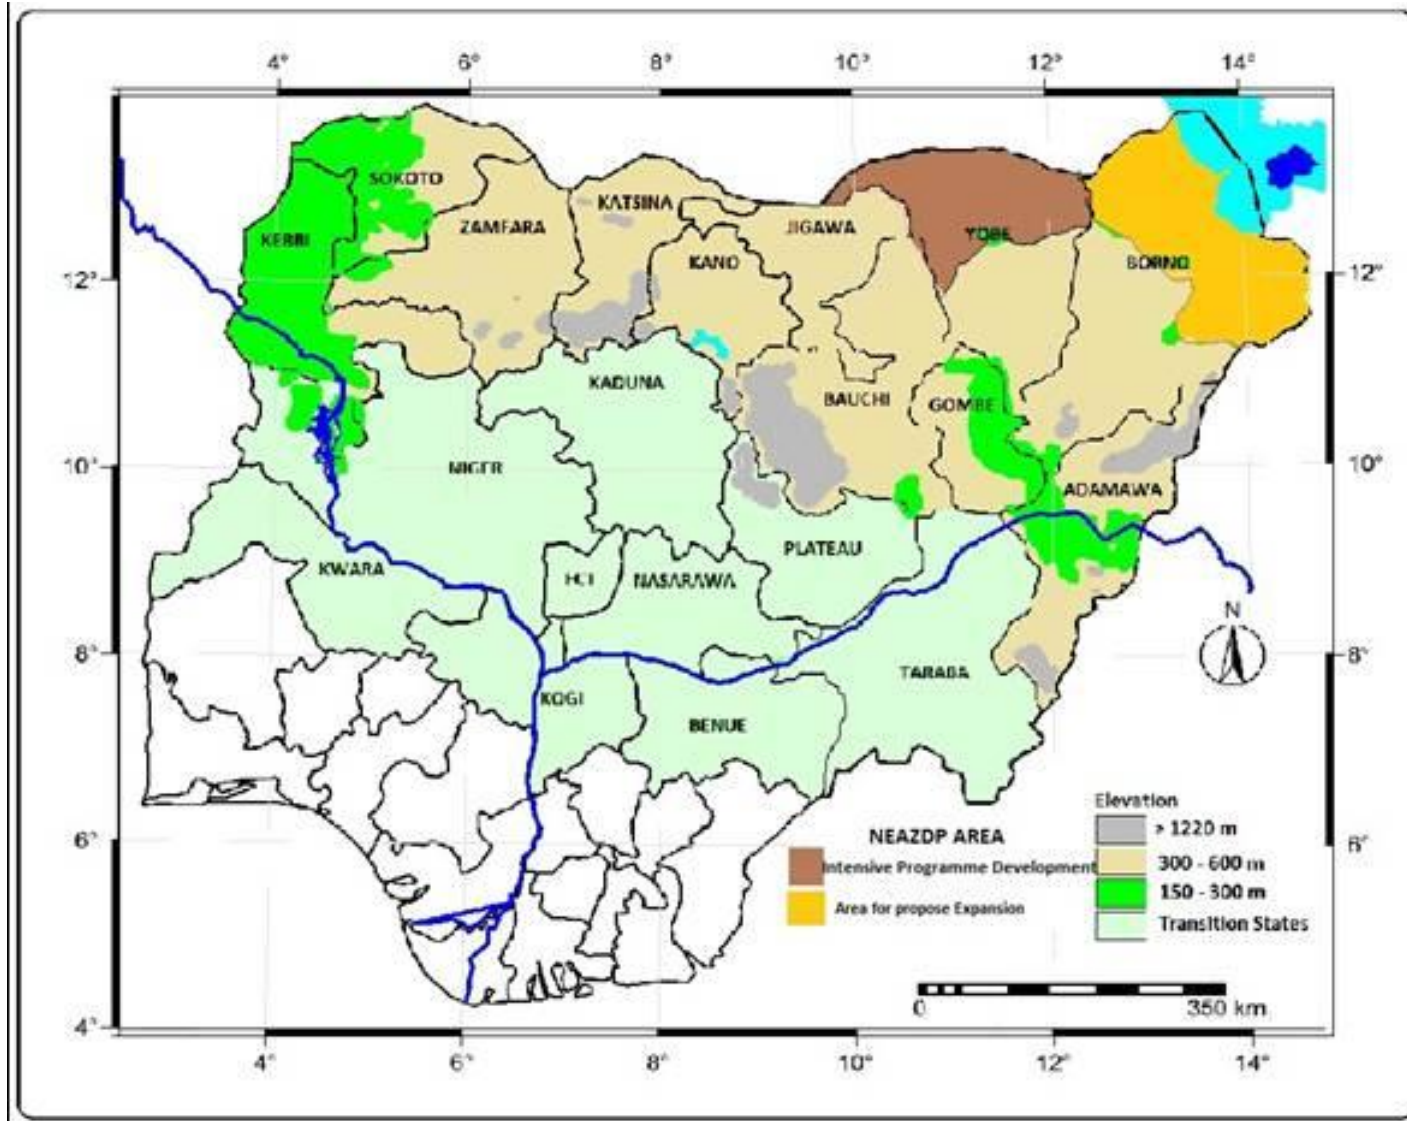 4° 6° 8° 10° 12° 14°
SOKOTO
KATSINA
ZAMFARA
JIGAWA
YOBE
KEBBI
KANO
BORNO
12° 12°
KADUNA
BAUCHI
GOMBE
NIGER
10° 10°
ADAMAWA
PLATEAU
KWARA
FCT
NASARAWA
N
8° 8°
TARABA
KOGI
BENUE
Elevation
> 1220 m
NEAZDP AREA
6° 6°
Intensive Programme Development
300 - 600 m
150 - 300 m
Area for propose Expansion
Transition States
0 350 km
4°
4° 6° 8° 10° 12° 14°